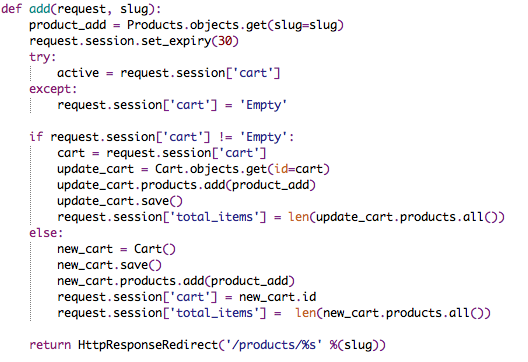 def add(request, slug):
    product_add = Products.objects.get(slug=slug)
    request.session.set_expiry(30)
    try:
        active = request.session['cart']
    except:
        request.session['cart'] = 'Empty'

    if request.session['cart'] != 'Empty':
        cart = request.session['cart']
        update_cart = Cart.objects.get(id=cart)
        update_cart.products.add(product_add)
        update_cart.save()
        request.session['total_items'] = len(update_cart.products.all())
    else:
        new_cart = Cart()
        new_cart.save()
        new_cart.products.add(product_add)
        request.session['cart'] = new_cart.id
        request.session['total_items'] =  len(new_cart.products.all())

    return HttpResponseRedirect('/products/%s' %(slug))